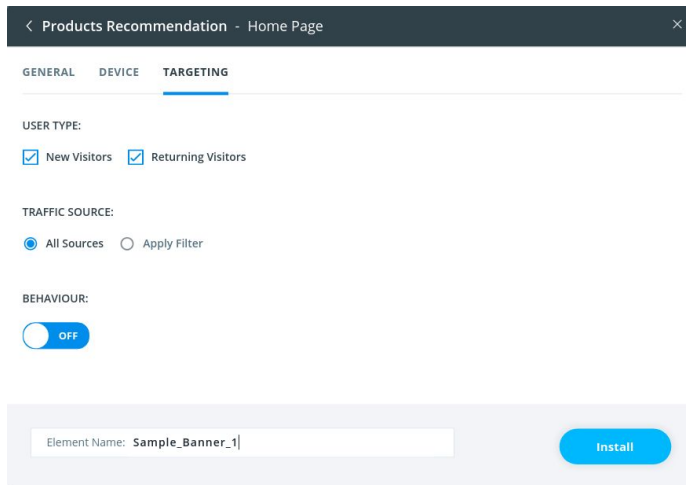 Products Recommendation - Home Page
GENERAL DEVICE TARGETING
USER TYPE:
New Visitors Returning Visitors
TRAFFIC SOURCE:
All Sources Apply Filter
BEHAVIOUR:
OFF
Element Name: Sample_Banner_1
Install